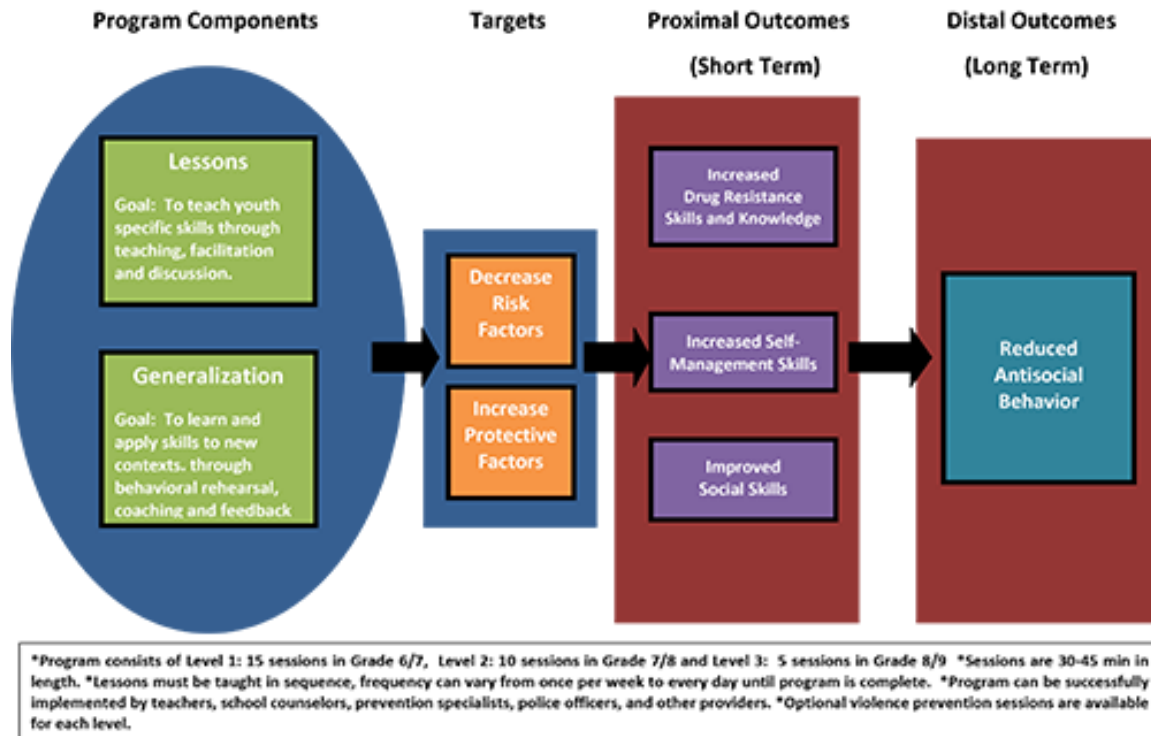 Program Components
Targets
Proximal Outcomes
(Short Term)
Distal Outcomes
(Long Term)
Lessons
Goal: To teach youth
specific skills through
teaching, facilitation
and discussion.
Generalization
Goal: To learn and
apply skills to new
contexts. through
behavioral rehearsal,
coaching and feedback
Decrease
Risk
Factors
Increase
Protective
Factors
Increased
Drug Resistance
Skills and Knowledge
Increased Self-
Management Skills
Improved
Social Skills
Reduced
Antisocial
Behavior
*Program consists of Level 1: 15 sessions in Grade 6/7, Level 2: 10 sessions in Grade 7/8 and Level 3: 5 sessions in Grade 8/9 *Sessions are 30-45 min in
length. *Lessons must be taught in sequence, frequency can vary from once per week to every day until program is complete. *Program can be successfully
implemented by teachers, school counselors, prevention specialists, police officers, and other providers. *Optional violence prevention sessions are available
for each level.